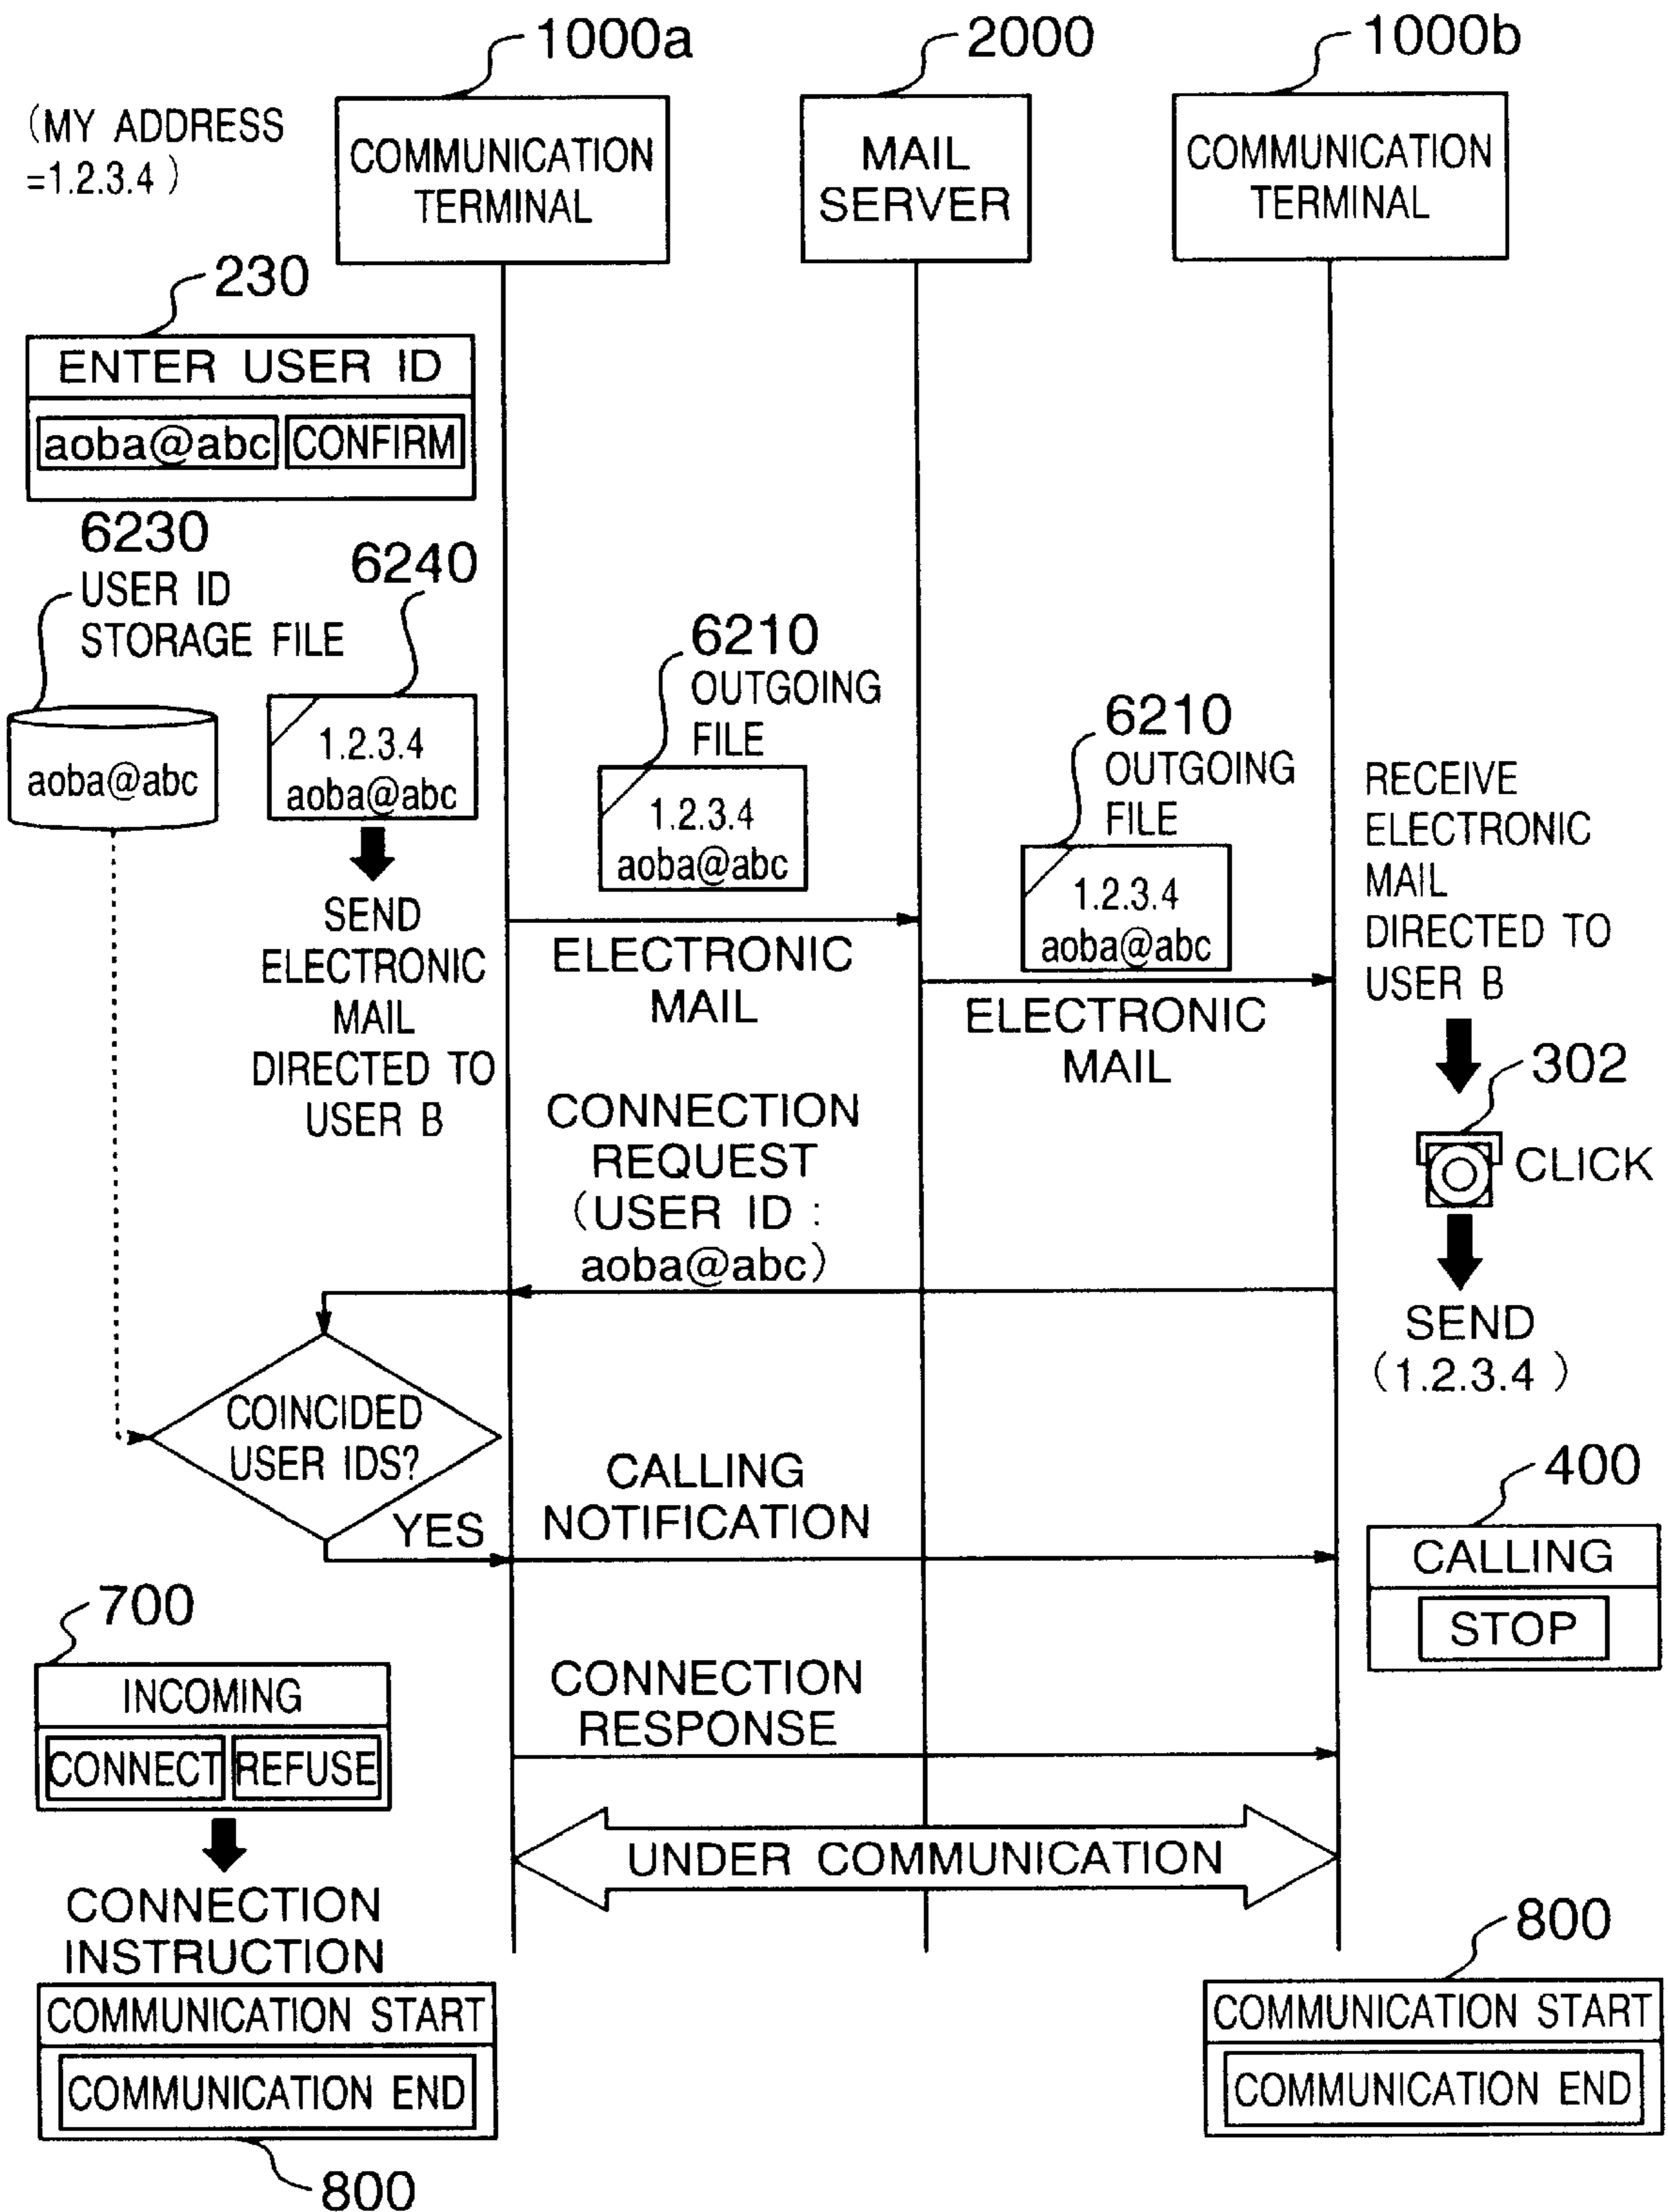 1000a
2000
1000b
(MY ADDRESS
=1.2.3.4 )
COMMUNICATION
TERMINAL
MAIL
SERVER
COMMUNICATION
TERMINAL
230
ENTER USER ID
aoba@abc CONFIRM
6230
USER ID
STORAGE FILE
6240
aoba@abc
1.2.3.4
aoba@abc
SEND
ELECTRONIC
MAIL
DIRECTED TO
USER B
6210
OUTGOING
FILE
1.2.3.4
aoba@abc
ELECTRONIC
MAIL
6210
OUTGOING
FILE
1.2.3.4
aoba@abc
ELECTRONIC
MAIL
RECEIVE
ELECTRONIC
MAIL
DIRECTED TO
USER B
302
CLICK
SEND
(1.2.3.4 )
CONNECTION
REQUEST
(USER ID :
aoba@abc)
COINCIDED
USER IDS?
YES
CALLING
NOTIFICATION
400
CALLING
STOP
700
INCOMING
CONNECT REFUSE
CONNECTION
RESPONSE
UNDER COMMUNICATION
CONNECTION
INSTRUCTION
COMMUNICATION START
COMMUNICATION END
800
800
COMMUNICATION START
COMMUNICATION END